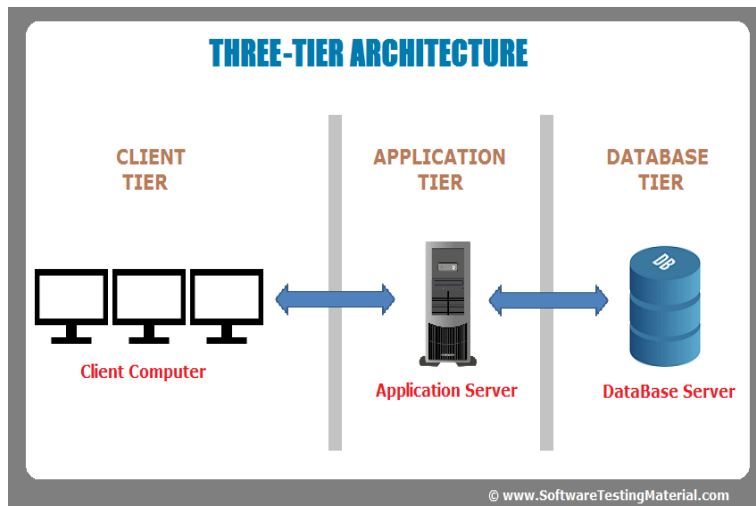 THREE-TIER ARCHITECTURE
CLIENT
TIER
APPLICATION
TIER
DATABASE
TIER
DB
Client Computer
Application Server
DataBase Server
© www.SoftwareTestingMaterial.com